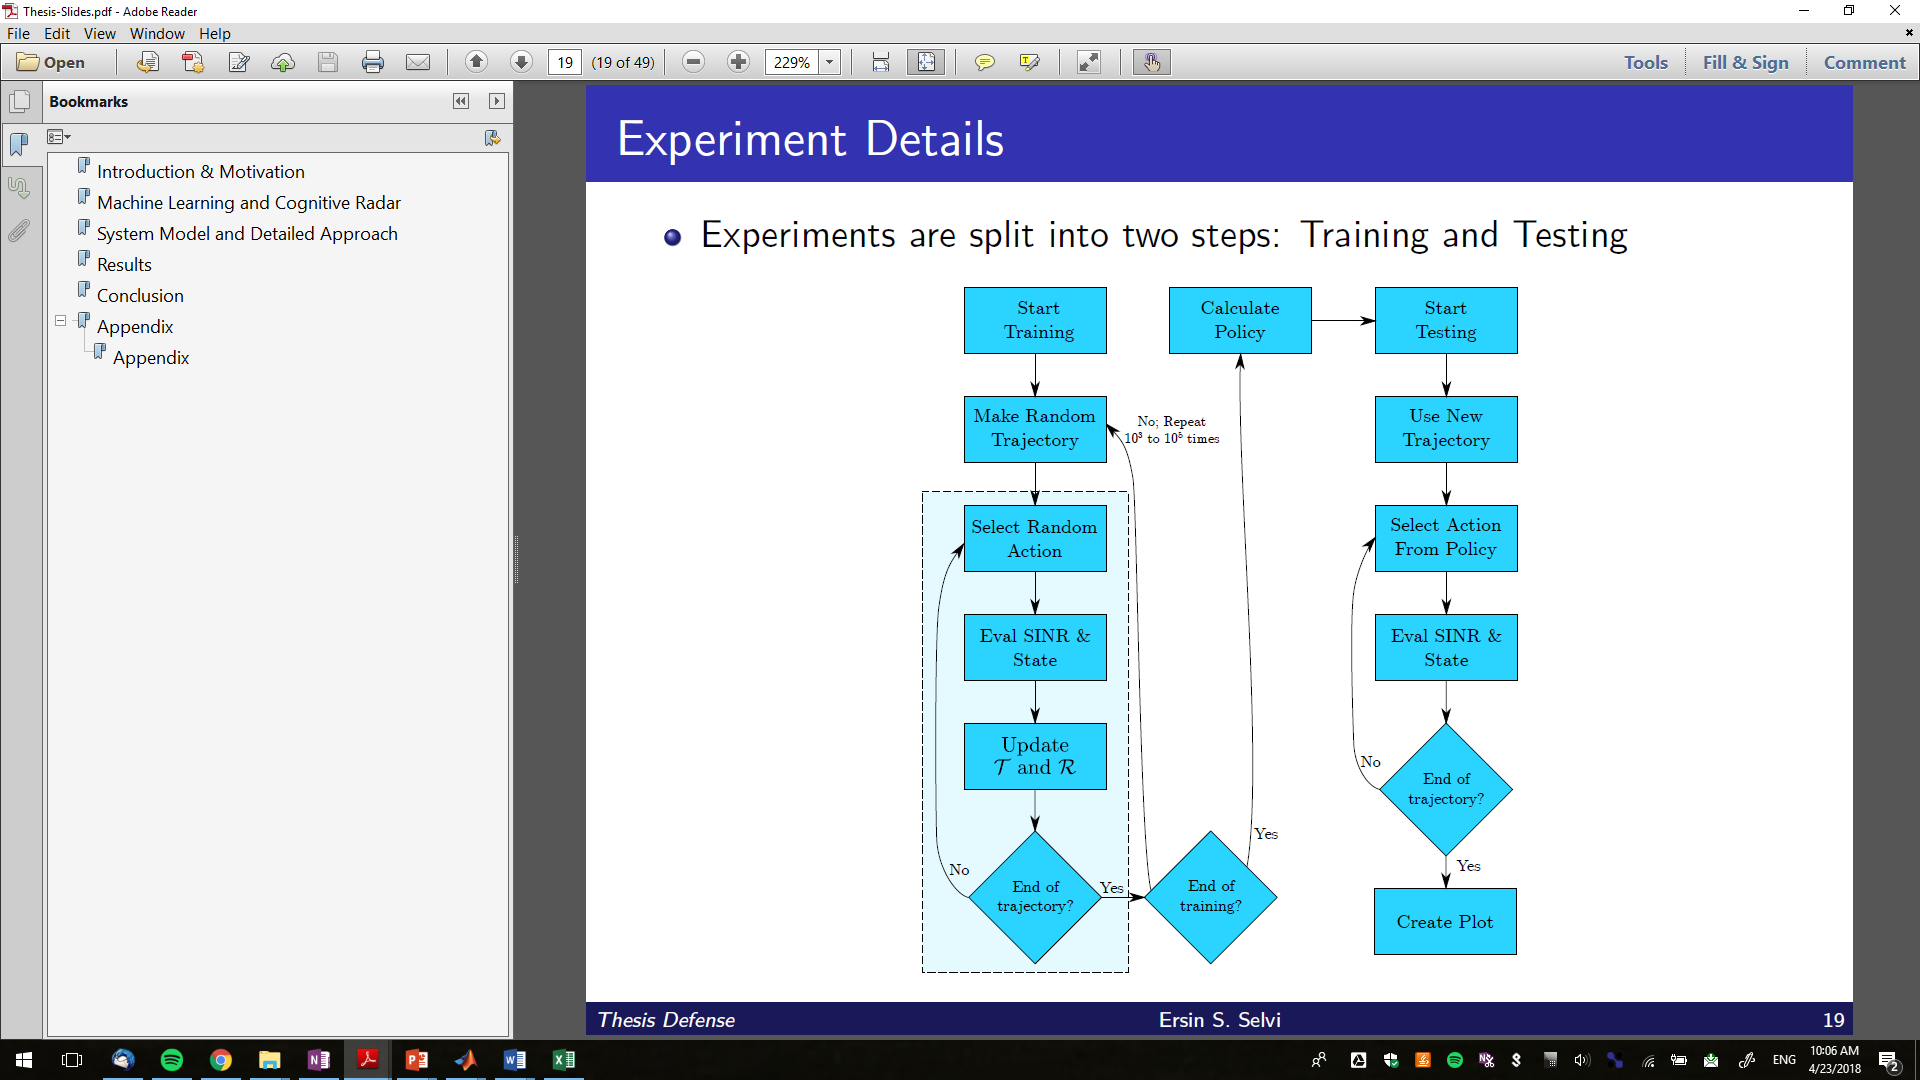 Thesis-Slides.pdf - Adobe Reader
File Edit View Window Help
Open
19 (19 of 49)
229%
Tools
Fill & Sign
Comment
Bookmarks
Introduction & Motivation
Machine Learning and Cognitive Radar
System Model and Detailed Approach
Results
Conclusion
Appendix
Appendix
Experiment Details
Experiments are split into two steps: Training and Testing
Start
Training
Make Random
Trajectory
Select Random
Action
Eval SINR &
State
Update
𝒯 and ℛ
End of
trajectory?
No
Yes
End of
training?
No; Repeat
10³ to 10⁵ times
Yes
Calculate
Policy
Start
Testing
Use New
Trajectory
Select Action
From Policy
Eval SINR &
State
End of
trajectory?
No
Yes
Create Plot
Thesis Defense
Ersin S. Selvi
19
ENG
10:06 AM
4/23/2018
2